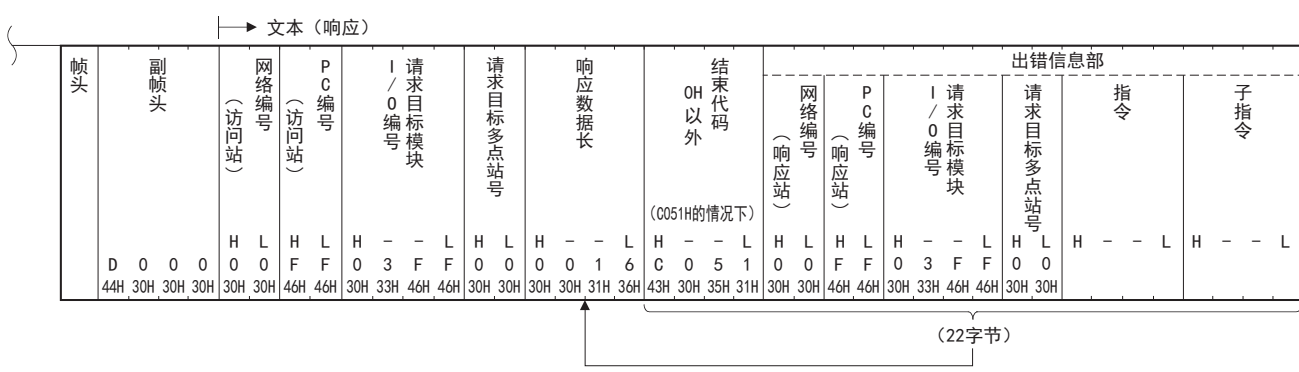 文本（响应）
出错信息部
帧头
副帧头
网络编号
（访问站）
PC编号
（访问站）
请求目标模块
I/O编号
请求目标多点站号
响应数据长
结束代码
0H以外
（C051H的情况下）
网络编号
（响应站）
PC编号
（响应站）
请求目标模块
I/O编号
请求目标多点站号
指令
子指令
H L H L H - - L H L H - - L H - - L H L H L H - - L H L H - - L H - - L
D 0 0 0 0 0 F F 0 3 F F 0 0 0 0 1 6 C 0 5 1 0 0 F F 0 3 F F 0 0
44H 30H 30H 30H 30H 30H 46H 46H 30H 33H 46H 46H 30H 30H 30H 30H 31H 36H 43H 30H 35H 31H 30H 30H 46H 46H 30H 33H 46H 46H 30H 30H
（22字节）